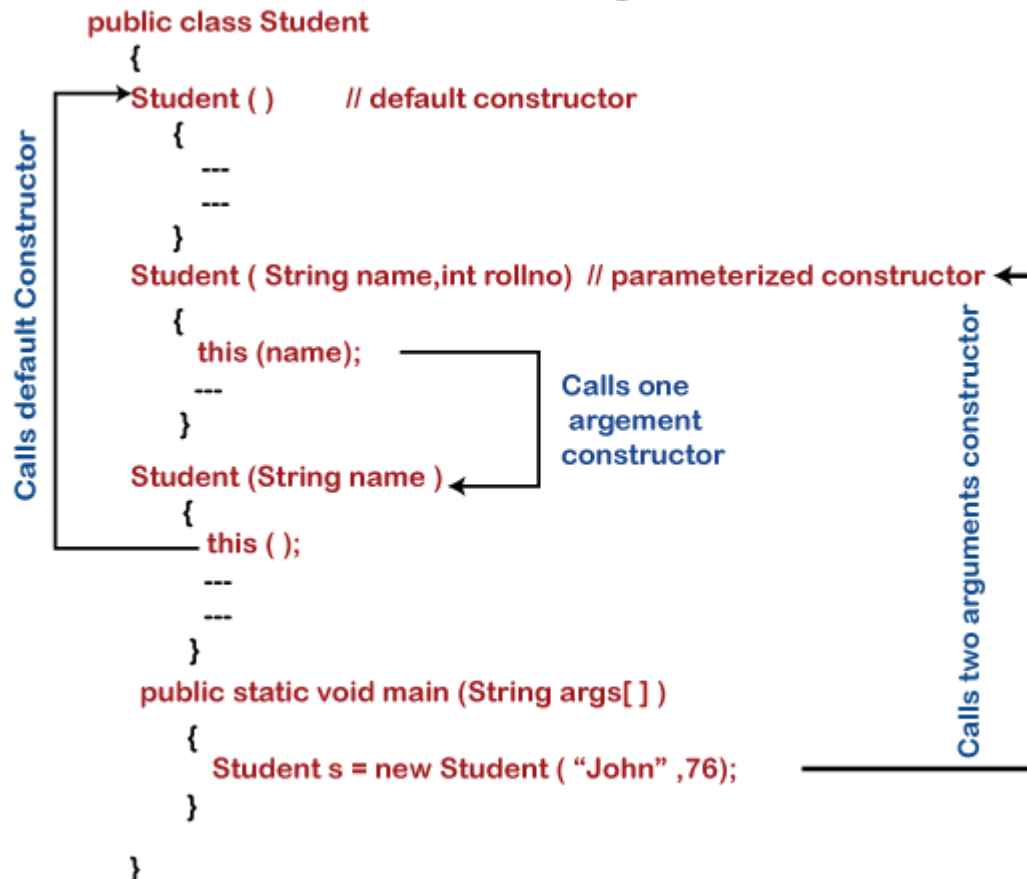 public class Student
{
Student ( ) // default constructor
{
---
---
}
Student ( String name,int rollno) // parameterized constructor
{
this (name);
---
}
Student (String name )
{
this ( );
---
---
}
public static void main (String args[ ] )
{
Student s = new Student ( “John” ,76);
}
}
Calls default Constructor
Calls one
argement
constructor
Calls two arguments constructor